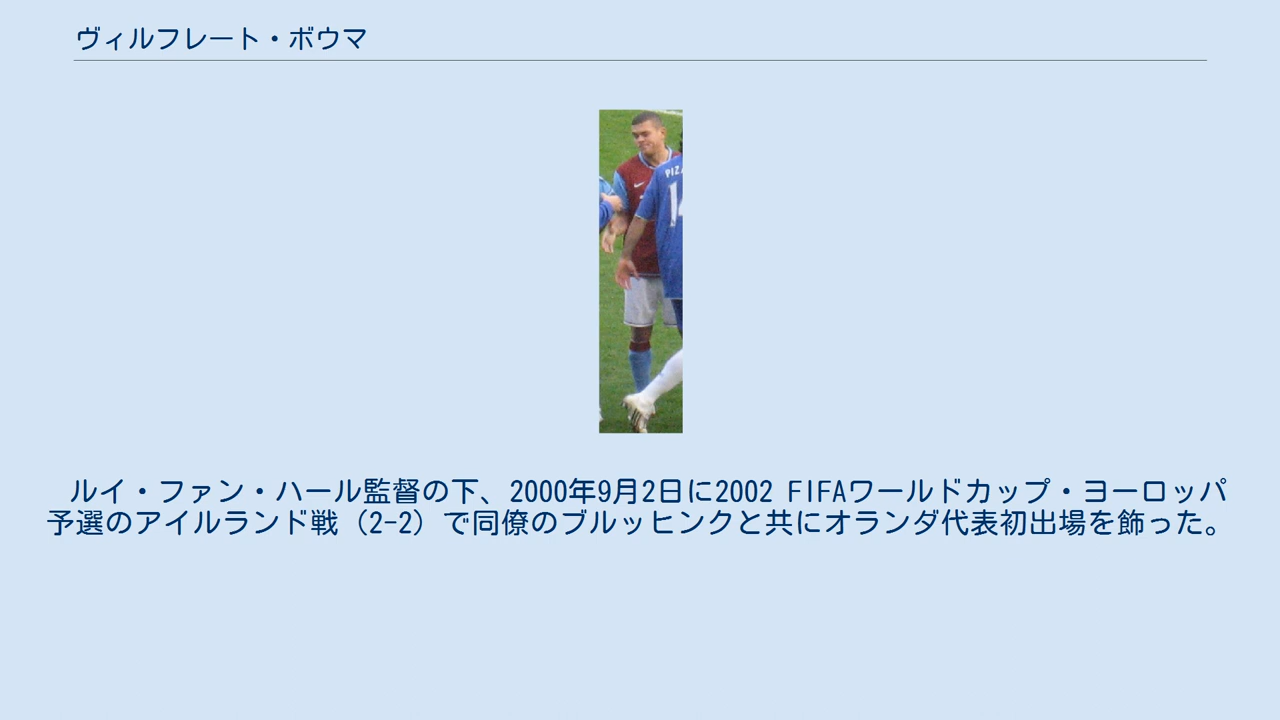 ヴィルフレート・ボウマ
PIZ
14
ルイ・ファン・ハール監督の下、2000年9月2日に2002 FIFAワールドカップ・ヨーロッパ
予選のアイルランド戦（2-2）で同僚のブルッヒンクと共にオランダ代表初出場を飾った。